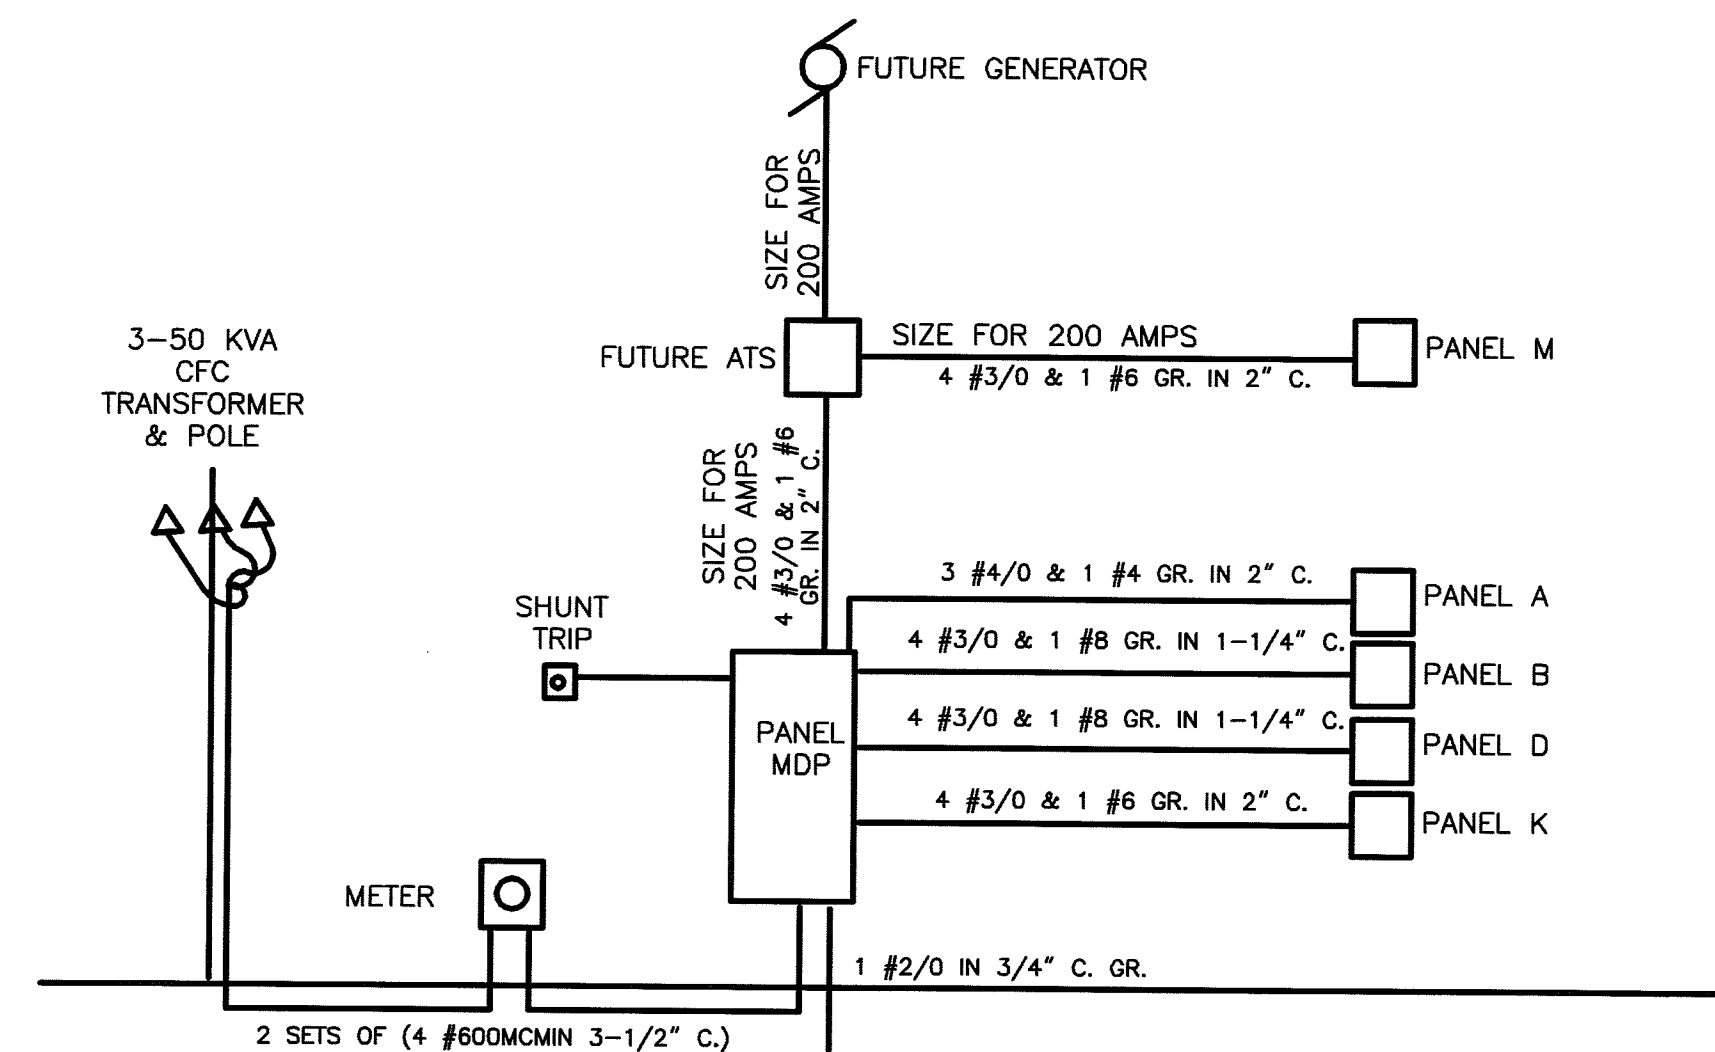 FUTURE GENERATOR
SIZE FOR
200 AMPS
3-50 KVA
CFC
TRANSFORMER
& POLE
FUTURE ATS
SIZE FOR 200 AMPS
4 #3/0 & 1 #6 GR. IN 2" C.
PANEL M
SIZE FOR
200 AMPS
4 #3/0 & 1 #6
GR. IN 2" C.
3 #4/0 & 1 #4 GR. IN 2" C.
PANEL A
SHUNT
TRIP
4 #3/0 & 1 #8 GR. IN 1-1/4" C.
PANEL B
4 #3/0 & 1 #8 GR. IN 1-1/4" C.
PANEL D
PANEL
MDP
4 #3/0 & 1 #6 GR. IN 2" C.
PANEL K
METER
1 #2/0 IN 3/4" C. GR.
2 SETS OF (4 #600MCMIN 3-1/2" C.)